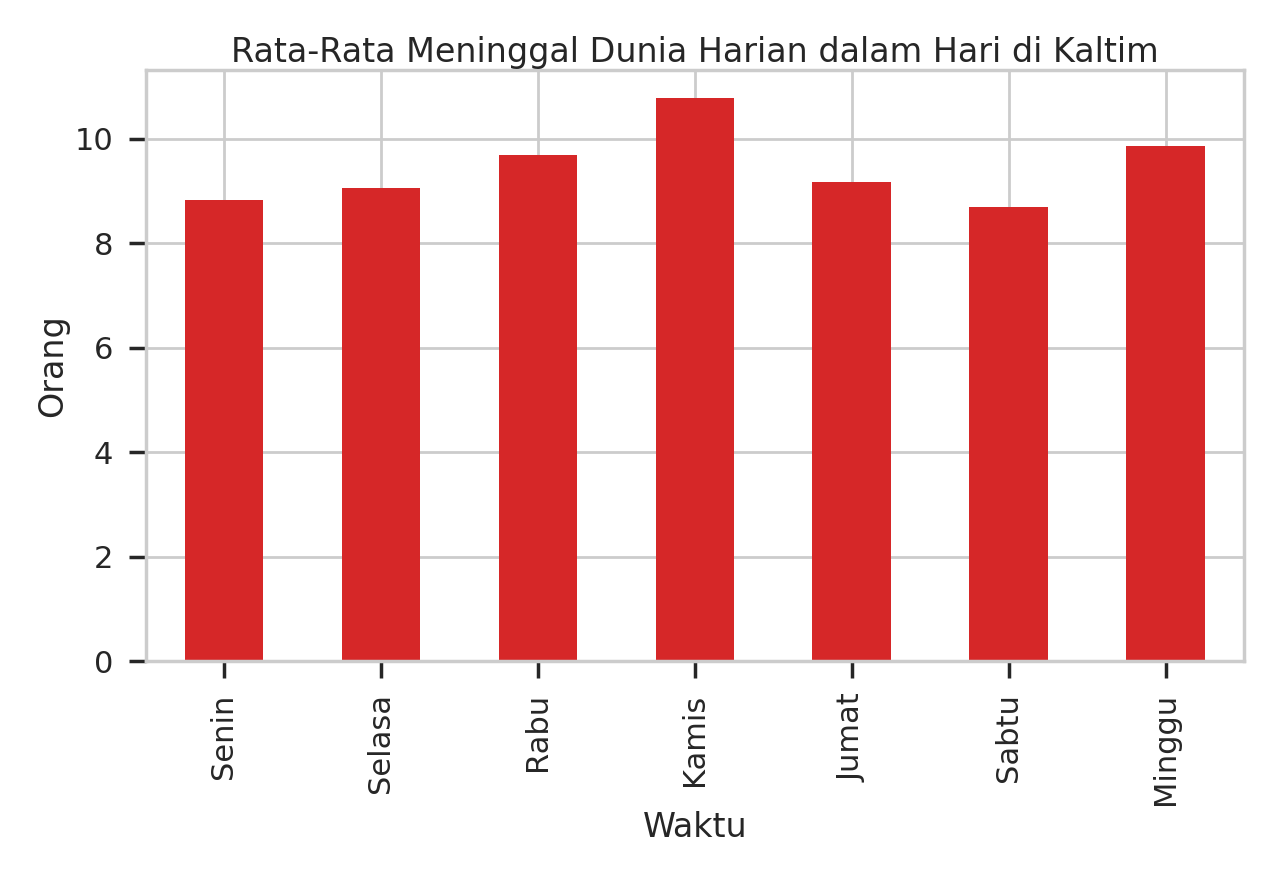 Rata-Rata Meninggal Dunia Harian dalam Hari di Kaltim
Orang
10
8
6
4
2
0
Senin
Selasa
Rabu
Kamis
Jumat
Sabtu
Minggu
Waktu